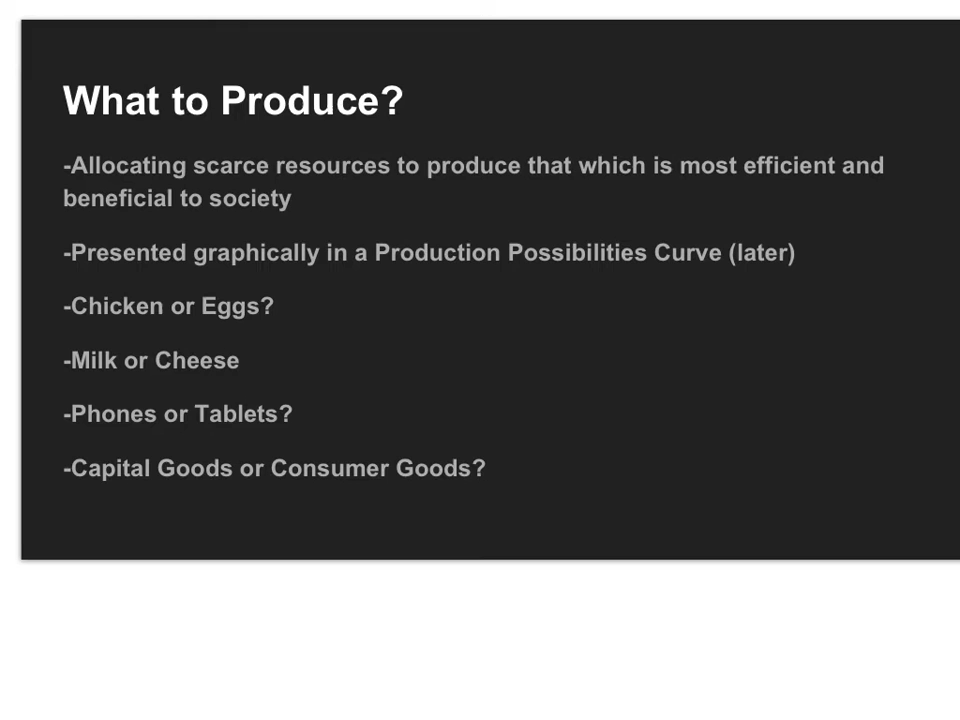 What to Produce?
-Allocating scarce resources to produce that which is most efficient and
beneficial to society
-Presented graphically in a Production Possibilities Curve (later)
-Chicken or Eggs?
-Milk or Cheese
-Phones or Tablets?
-Capital Goods or Consumer Goods?